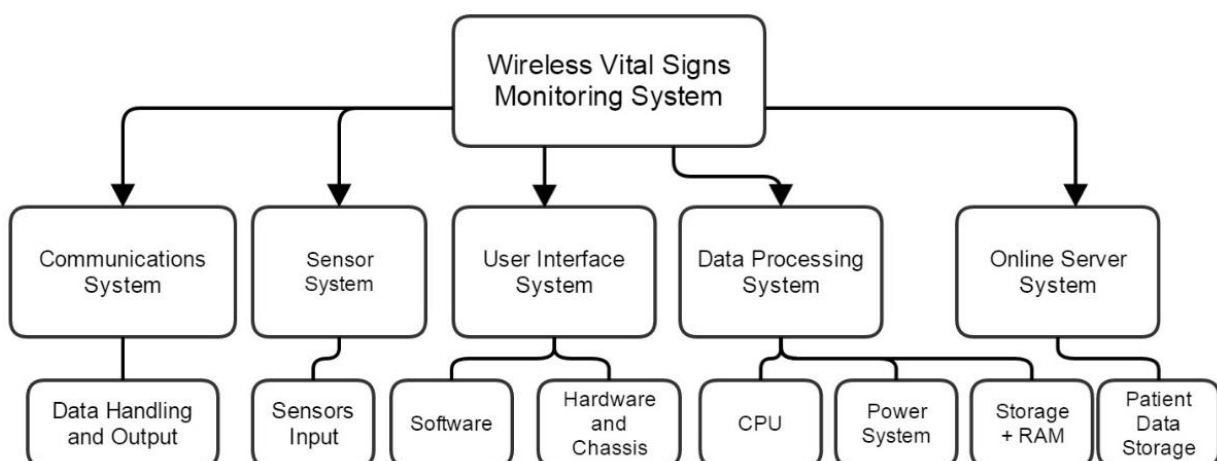 Wireless Vital Signs
Monitoring System
Communications
System
Sensor
System
User Interface
System
Data Processing
System
Online Server
System
Data Handling
and Output
Sensors
Input
Software
Hardware
and
Chassis
CPU
Power
System
Storage
+ RAM
Patient
Data
Storage